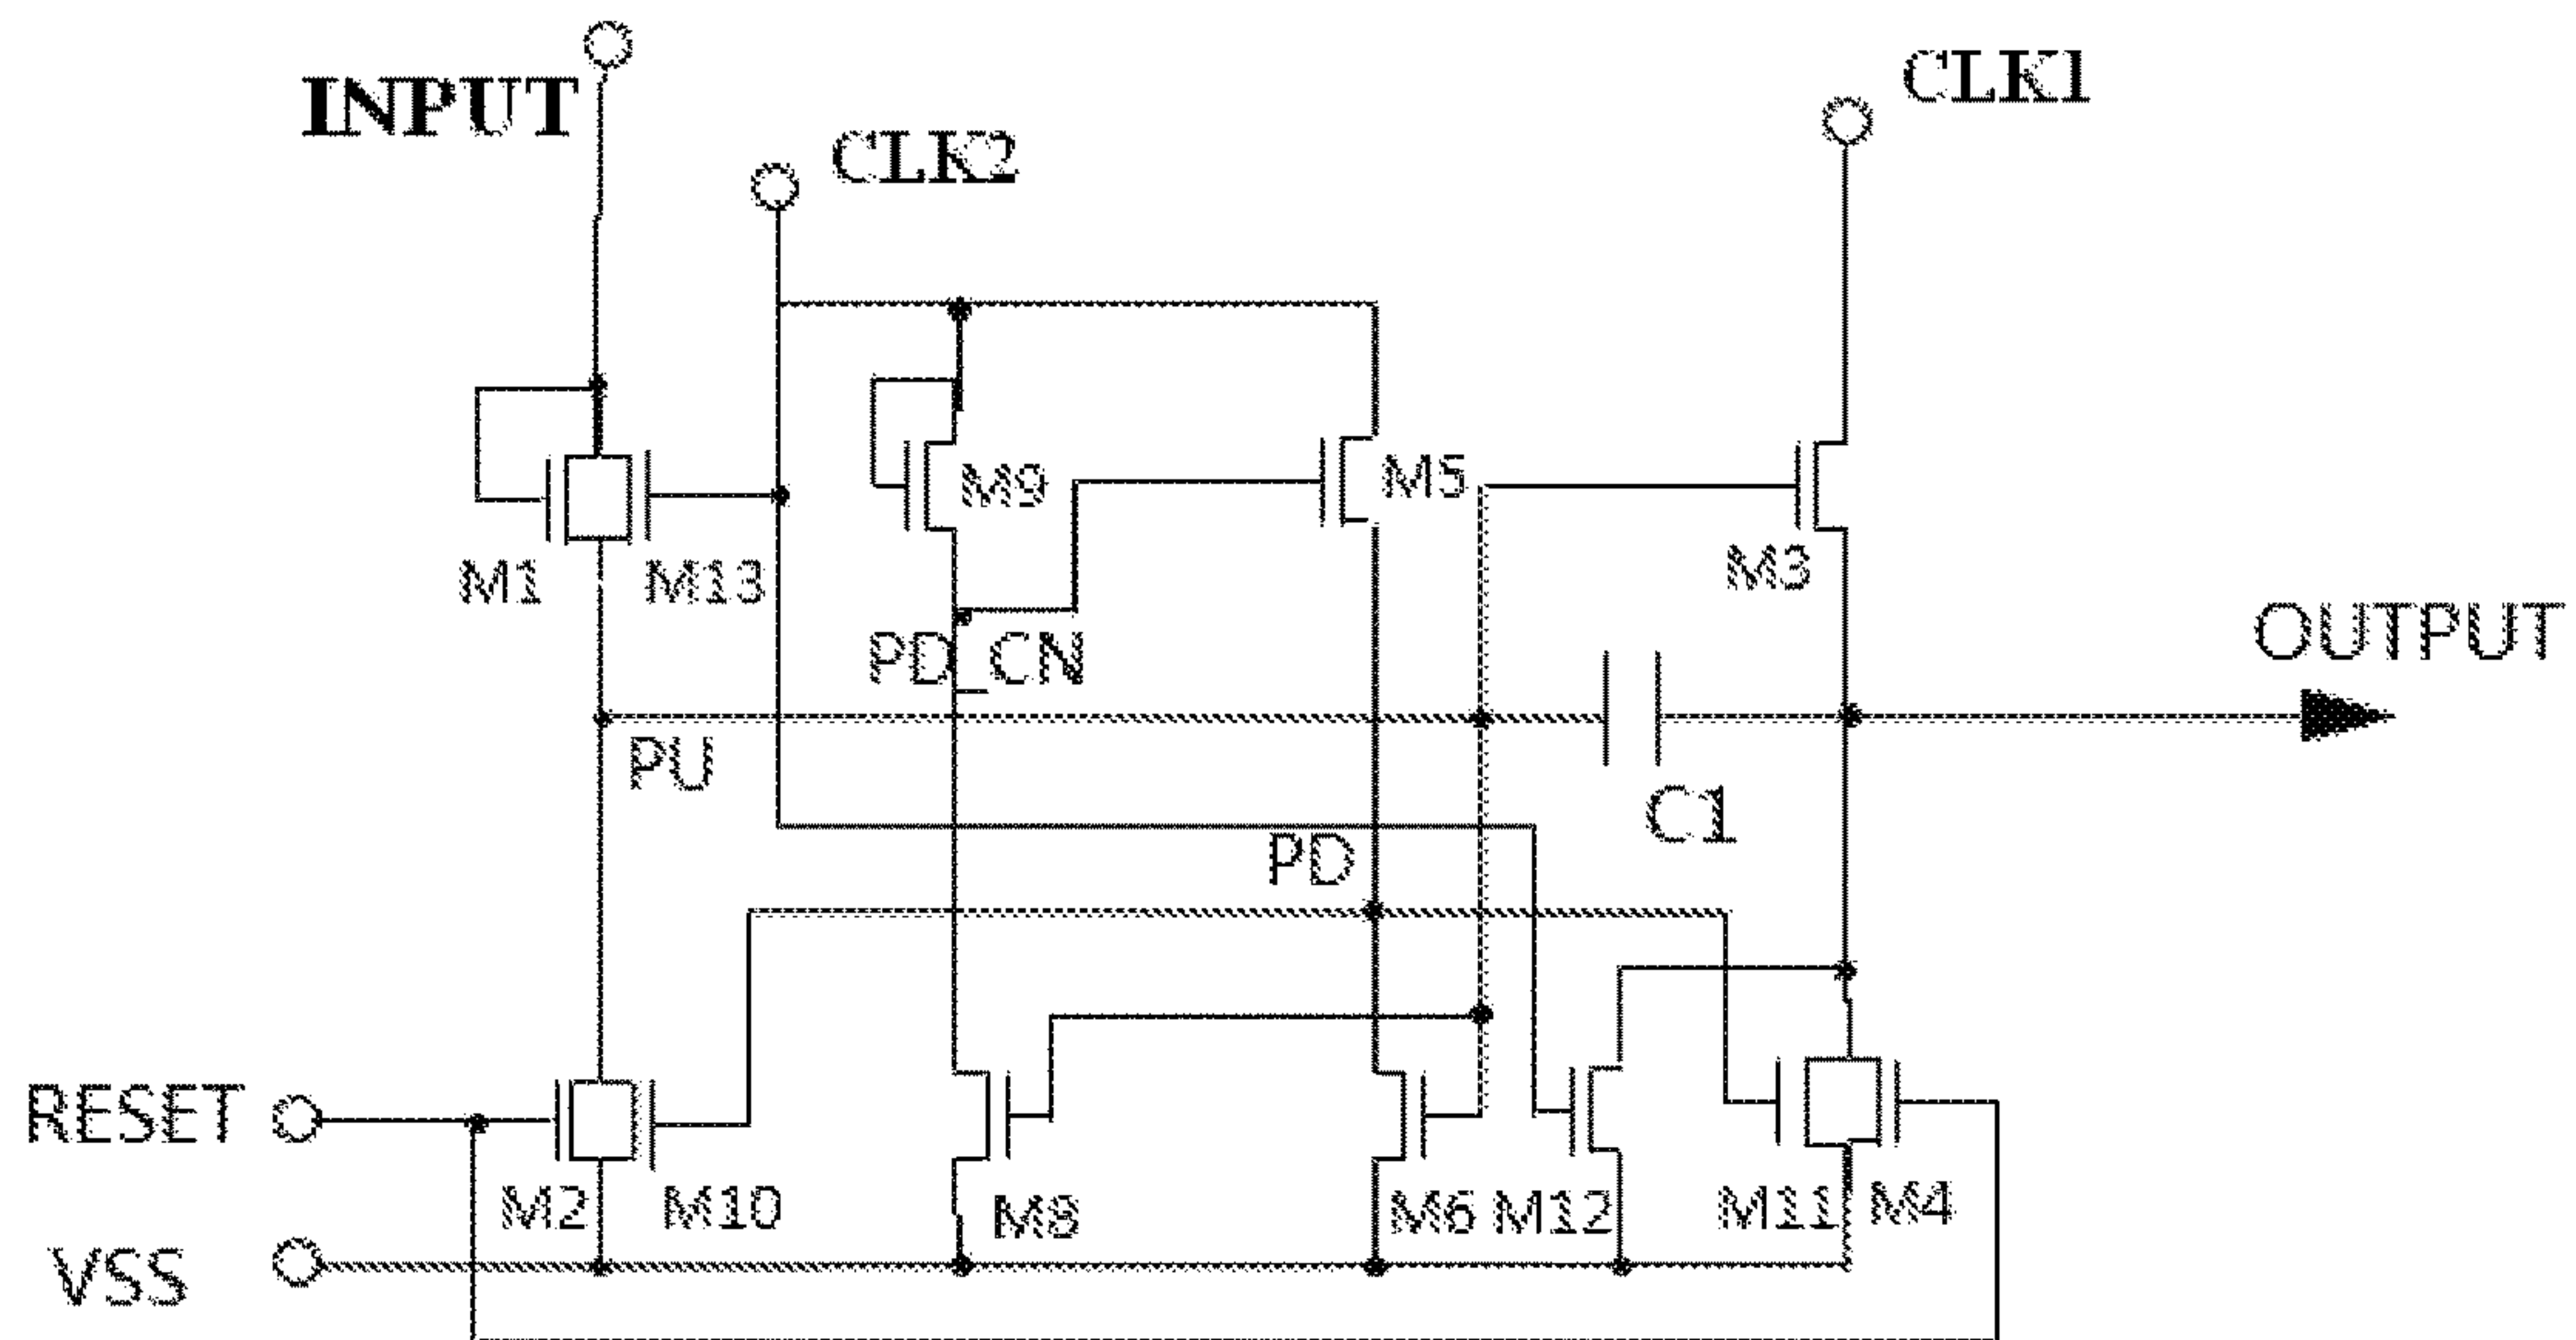 INPUT
CLK1
CLK2
M9
M5
M1
M13
M3
OUTPUT
PD_CN
PU
C1
PD
RESET
M2
M10
M8
M6
M12
M11
M4
VSS